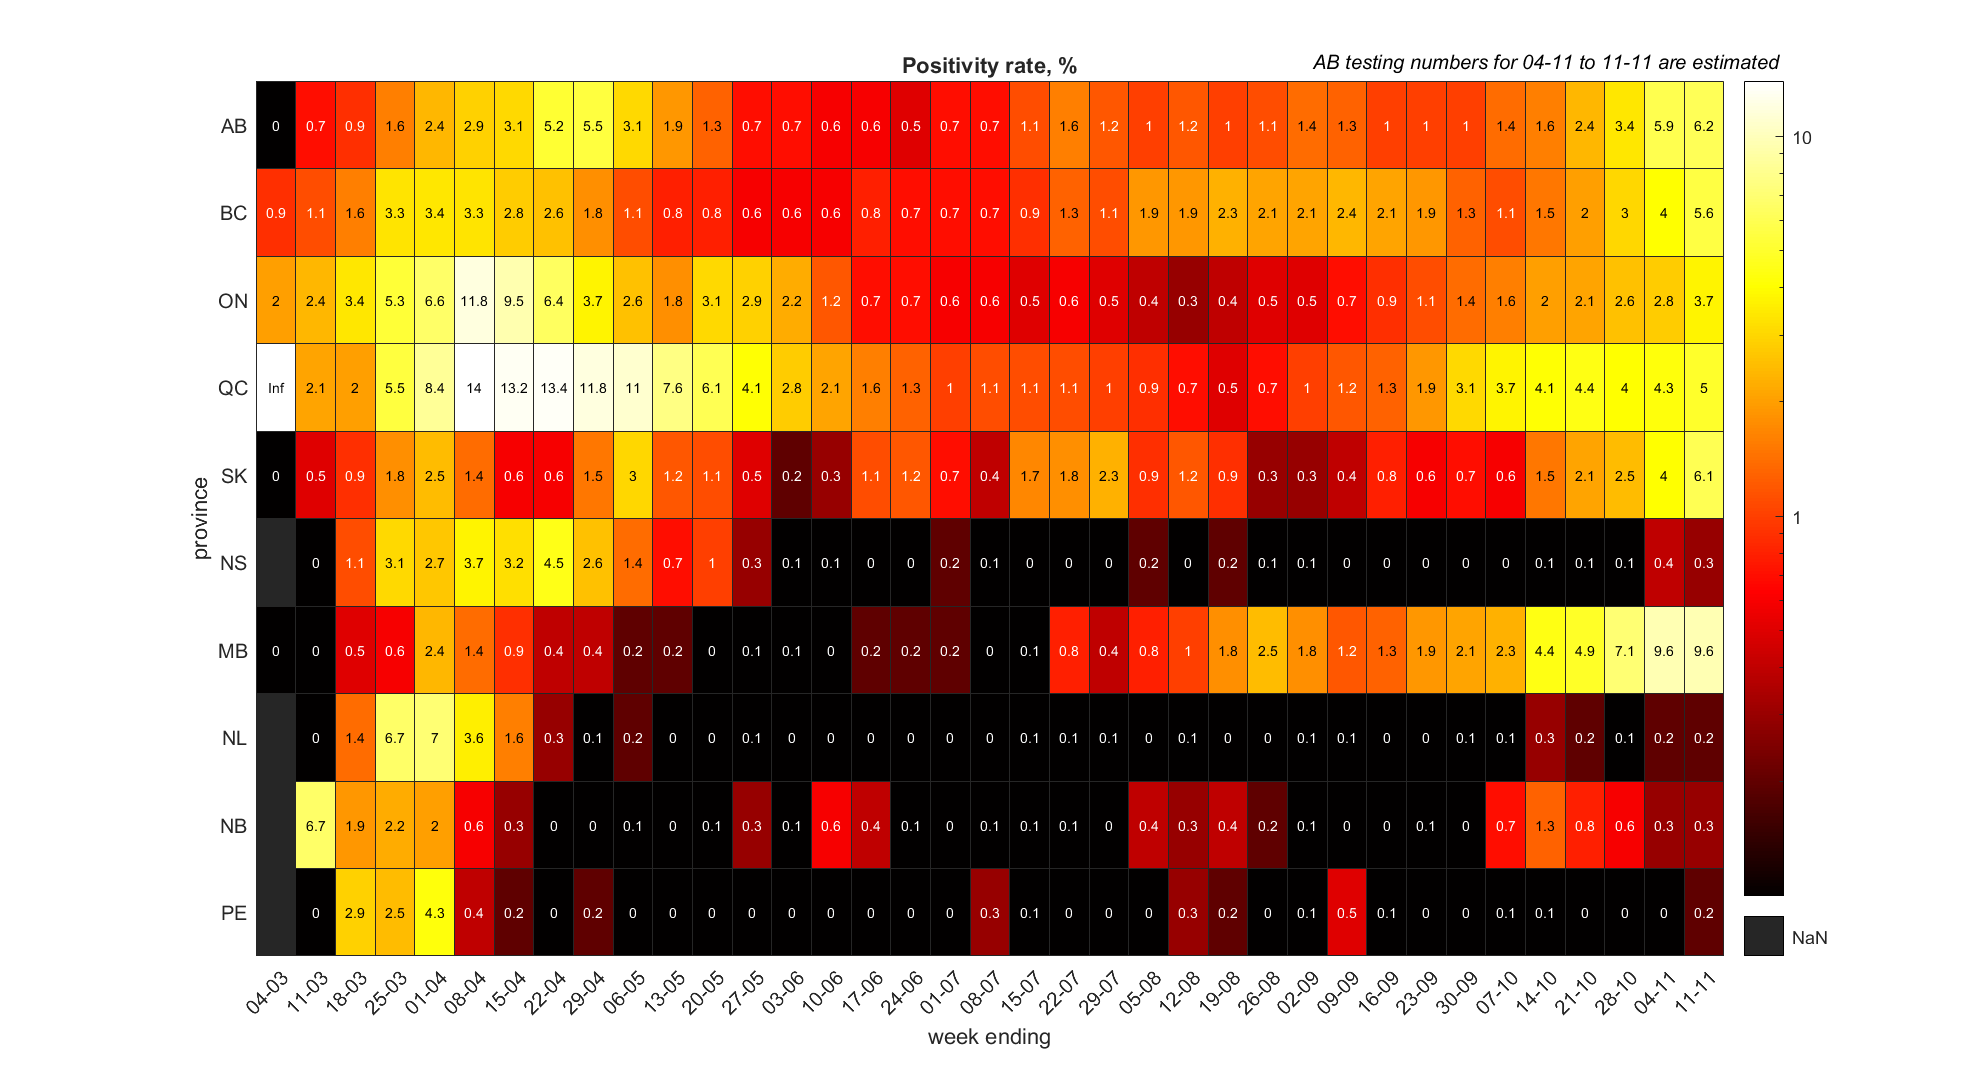 Positivity rate, %
AB testing numbers for 04-11 to 11-11 are estimated
AB 0 0.7 0.9 1.6 2.4 2.9 3.1 5.2 5.5 3.1 1.9 1.3 0.7 0.7 0.6 0.6 0.5 0.7 0.7 1.1 1.6 1.2 1 1.2 1 1.1 1.4 1.3 1 1 1 1.4 1.6 2.4 3.4 5.9 6.2
BC 0.9 1.1 1.6 3.3 3.4 3.3 2.8 2.6 1.8 1.1 0.8 0.8 0.6 0.6 0.6 0.8 0.7 0.7 0.7 0.9 1.3 1.1 1.9 1.9 2.3 2.1 2.1 2.4 2.1 1.9 1.3 1.1 1.5 2 3 4 5.6
ON 2 2.4 3.4 5.3 6.6 11.8 9.5 6.4 3.7 2.6 1.8 3.1 2.9 2.2 1.2 0.7 0.7 0.6 0.6 0.5 0.6 0.5 0.4 0.3 0.4 0.5 0.5 0.7 0.9 1.1 1.4 1.6 2 2.1 2.6 2.8 3.7
QC Inf 2.1 2 5.5 8.4 14 13.2 13.4 11.8 11 7.6 6.1 4.1 2.8 2.1 1.6 1.3 1 1.1 1.1 1.1 1 0.9 0.7 0.5 0.7 1 1.2 1.3 1.9 3.1 3.7 4.1 4.4 4 4.3 5
SK 0 0.5 0.9 1.8 2.5 1.4 0.6 0.6 1.5 3 1.2 1.1 0.5 0.2 0.3 1.1 1.2 0.7 0.4 1.7 1.8 2.3 0.9 1.2 0.9 0.3 0.3 0.4 0.8 0.6 0.7 0.6 1.5 2.1 2.5 4 6.1
NS 0 1.1 3.1 2.7 3.7 3.2 4.5 2.6 1.4 0.7 1 0.3 0.1 0.1 0 0 0.2 0.1 0 0 0 0.2 0 0.2 0.1 0.1 0 0 0 0 0 0.1 0.1 0.1 0.4 0.3
MB 0 0 0.5 0.6 2.4 1.4 0.9 0.4 0.4 0.2 0.2 0 0.1 0.1 0 0.2 0.2 0.2 0 0.1 0.8 0.4 0.8 1 1.8 2.5 1.8 1.2 1.3 1.9 2.1 2.3 4.4 4.9 7.1 9.6 9.6
NL 0 1.4 6.7 7 3.6 1.6 0.3 0.1 0.2 0 0 0.1 0 0 0 0 0 0 0.1 0.1 0.1 0 0.1 0 0 0.1 0.1 0 0 0.1 0.1 0.3 0.2 0.1 0.2 0.2
NB 6.7 1.9 2.2 2 0.6 0.3 0 0 0.1 0 0.1 0.3 0.1 0.6 0.4 0.1 0 0.1 0.1 0.1 0 0.4 0.3 0.4 0.2 0.1 0 0 0.1 0 0.7 1.3 0.8 0.6 0.3 0.3
PE 0 2.9 2.5 4.3 0.4 0.2 0 0.2 0 0 0 0 0 0 0 0 0 0.3 0.1 0 0 0 0.3 0.2 0 0.1 0.5 0.1 0 0 0.1 0.1 0 0 0 0.2
province
04-03 11-03 18-03 25-03 01-04 08-04 15-04 22-04 29-04 06-05 13-05 20-05 27-05 03-06 10-06 17-06 24-06 01-07 08-07 15-07 22-07 29-07 05-08 12-08 19-08 26-08 02-09 09-09 16-09 23-09 30-09 07-10 14-10 21-10 28-10 04-11 11-11
week ending
10
1
NaN